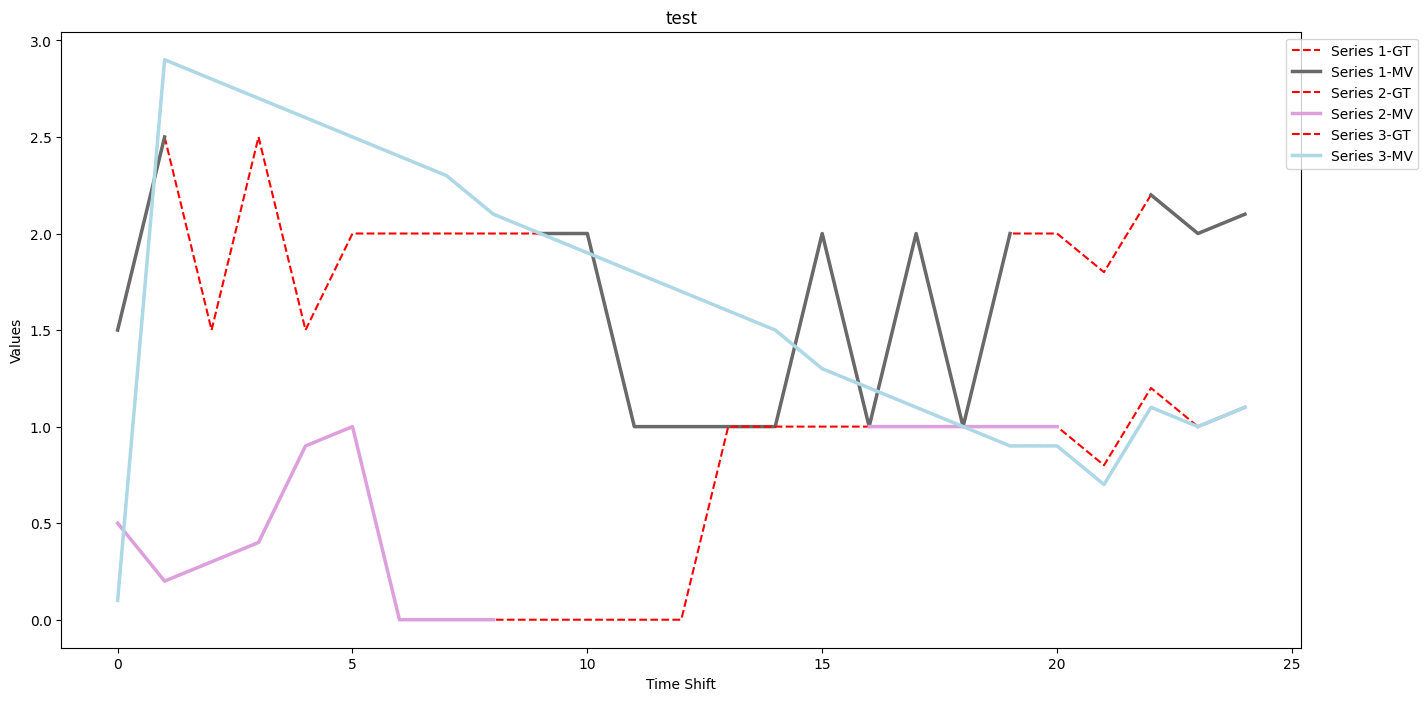 test
3.0
2.5
2.0
1.5
1.0
0.5
0.0
Values
0 5 10 15 20 25
Time Shift
Series 1-GT
Series 1-MV
Series 2-GT
Series 2-MV
Series 3-GT
Series 3-MV